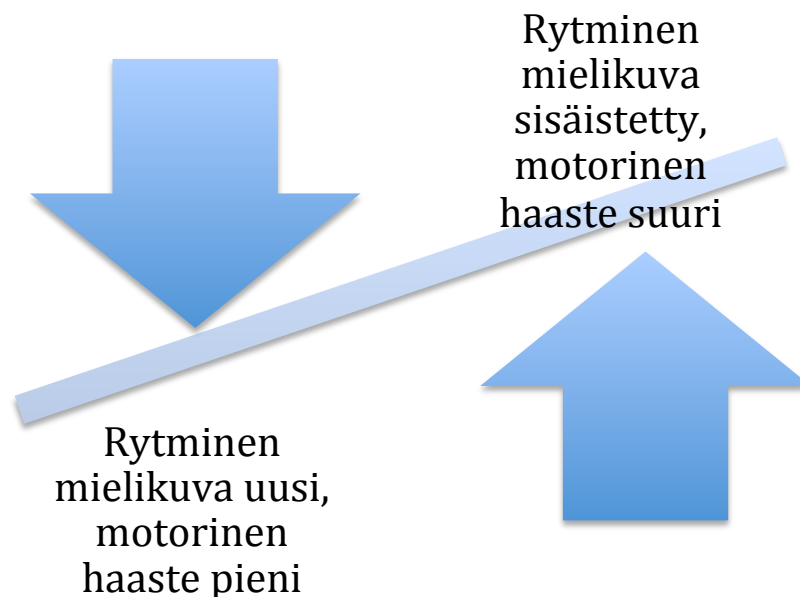 Rytminen
mielikuva
sisäistetty,
motorinen
haaste suuri
Rytminen
mielikuva uusi,
motorinen
haaste pieni